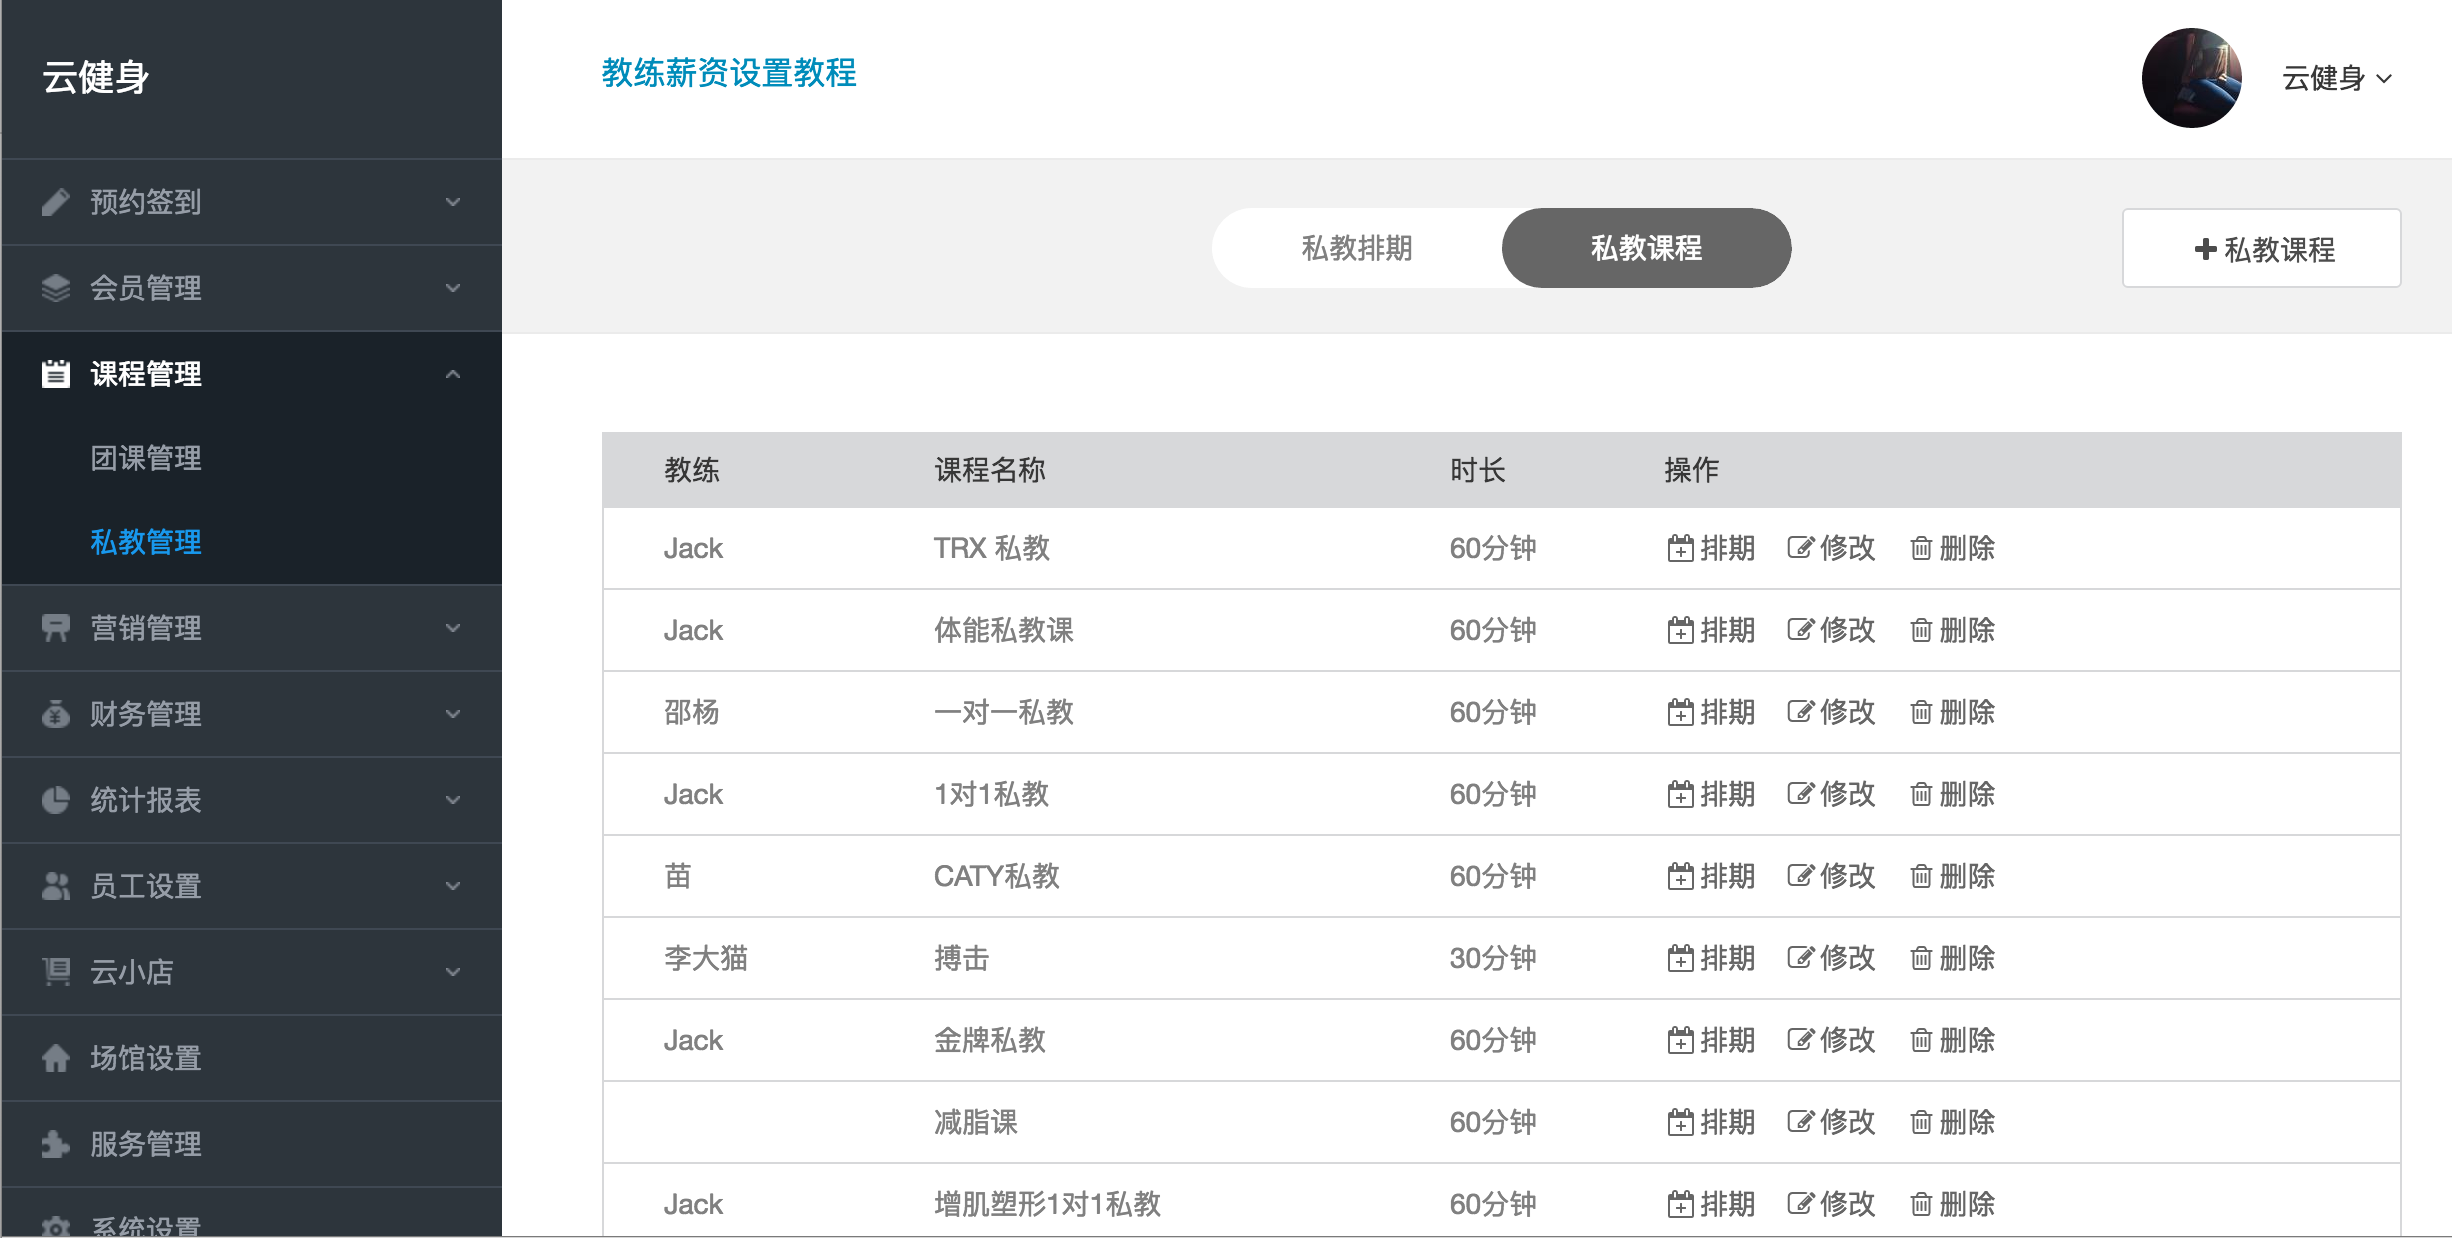 云健身
教练薪资设置教程
云健身
预约签到
会员管理
课程管理
团课管理
私教管理
营销管理
财务管理
统计报表
员工设置
云小店
场馆设置
服务管理
系统设置
私教排期 私教课程
私教课程
教练 课程名称 时长 操作
Jack TRX 私教 60分钟 排期 修改 删除
Jack 体能私教课 60分钟 排期 修改 删除
邵杨 一对一私教 60分钟 排期 修改 删除
Jack 1对1私教 60分钟 排期 修改 删除
苗 CATY私教 60分钟 排期 修改 删除
李大猫 搏击 30分钟 排期 修改 删除
Jack 金牌私教 60分钟 排期 修改 删除
减脂课 60分钟 排期 修改 删除
Jack 增肌塑形1对1私教 60分钟 排期 修改 删除